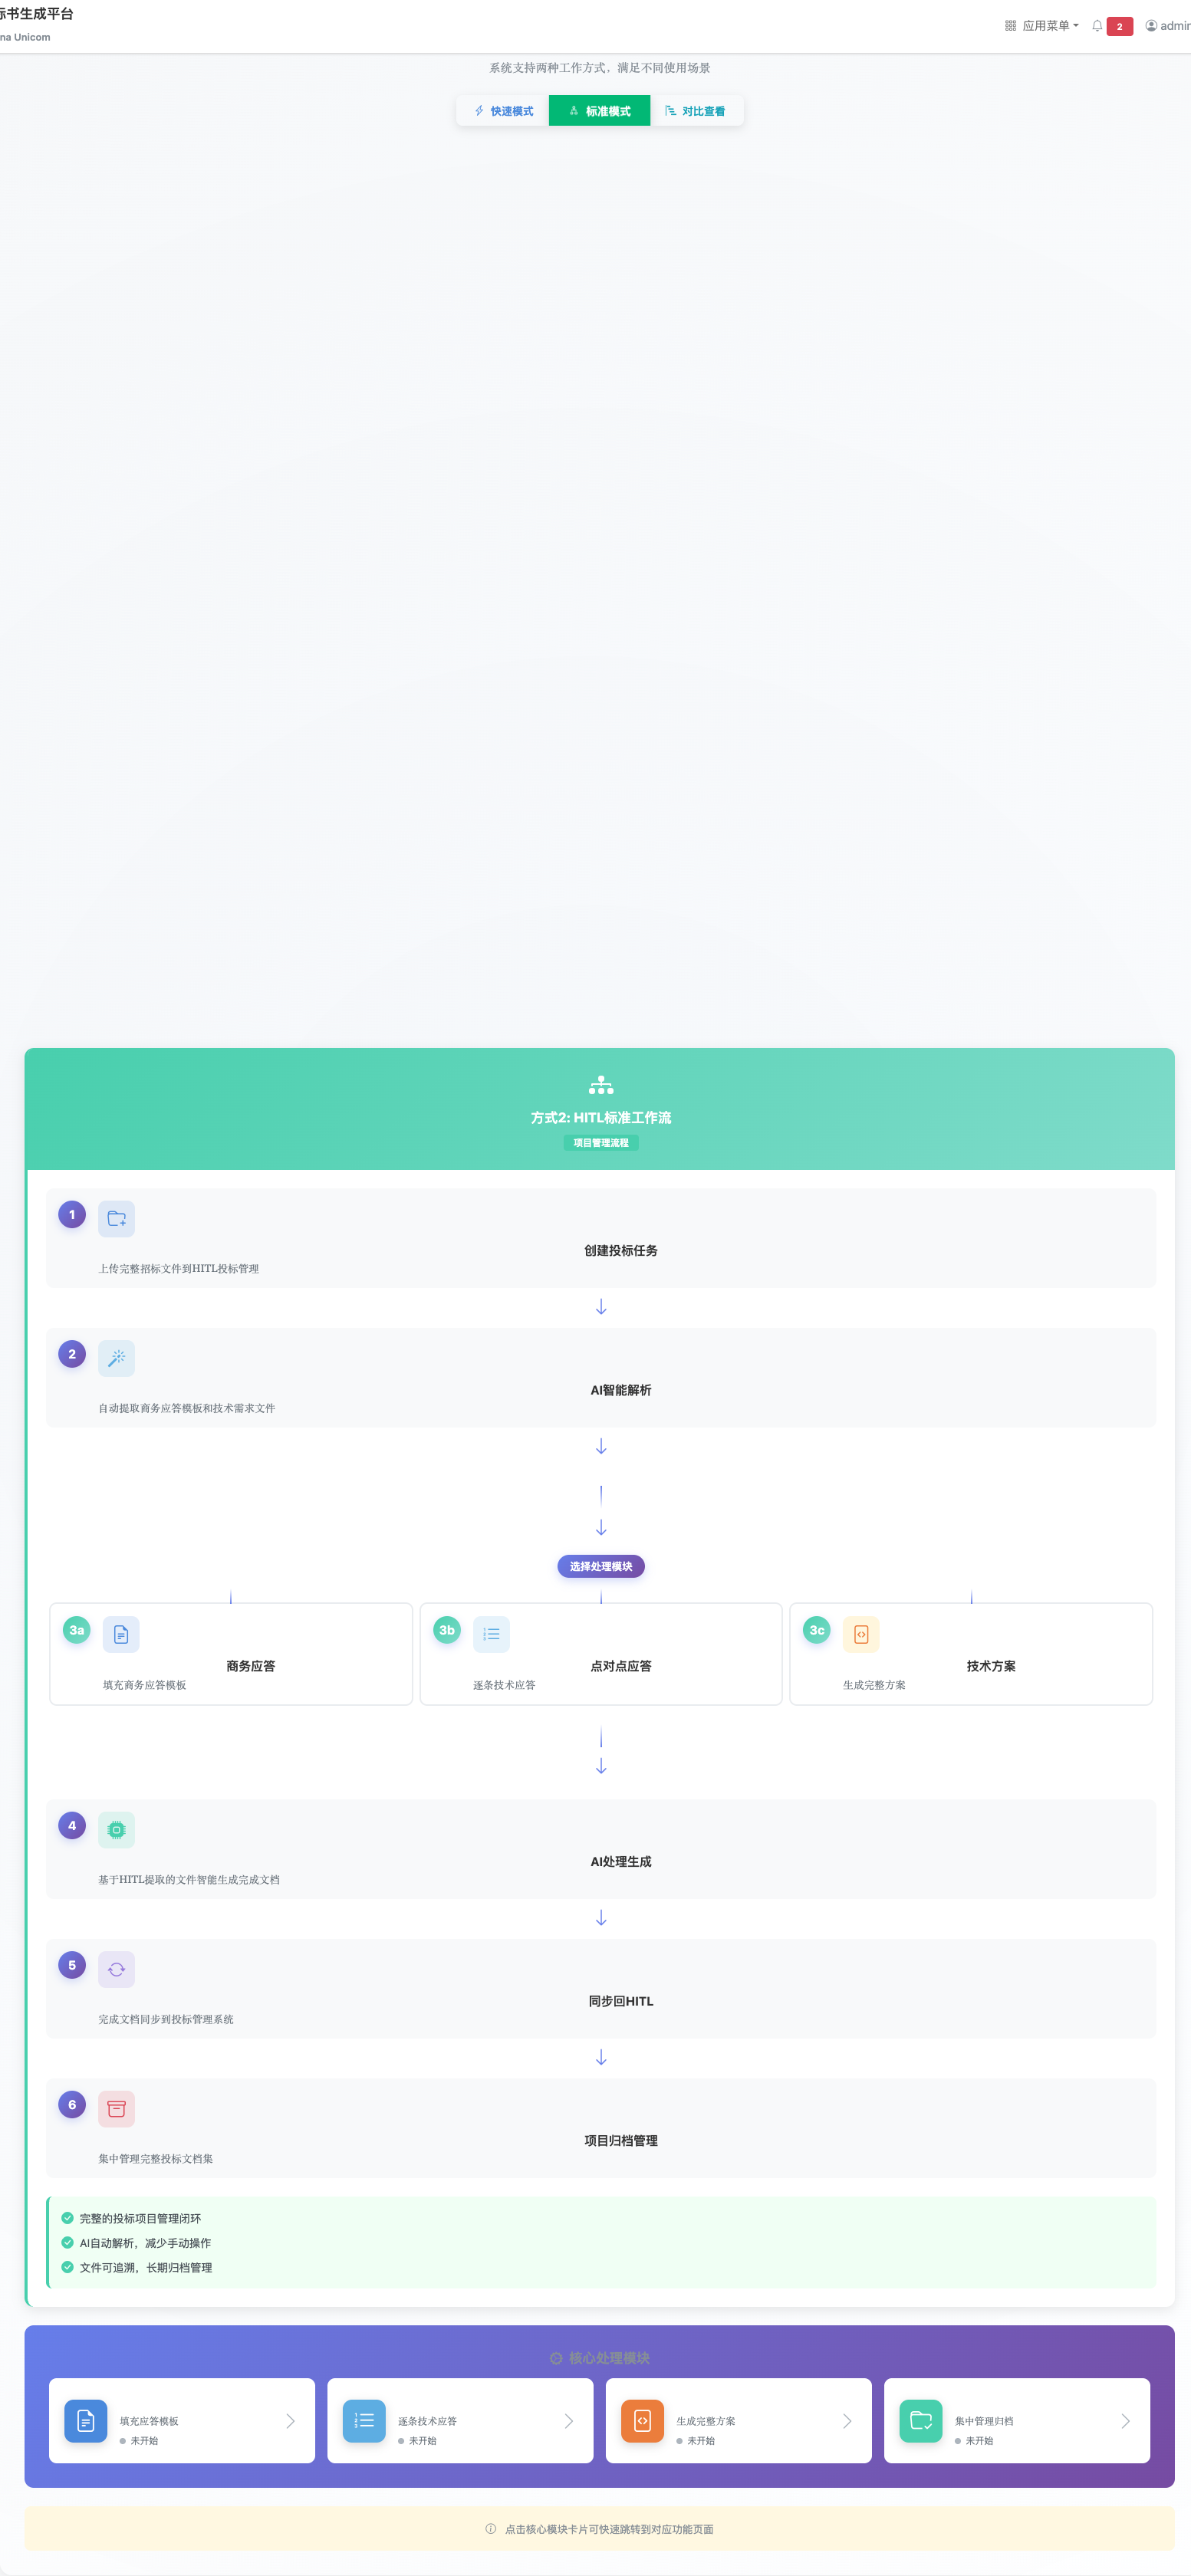 标书生成平台
na Unicom
应用菜单
2
admin
系统支持两种工作方式，满足不同使用场景
快速模式
标准模式
对比查看
方式2: HITL标准工作流
项目管理流程
1
创建投标任务
上传完整招标文件到HITL投标管理
2
AI智能解析
自动提取商务应答模板和技术需求文件
选择处理模块
3a
商务应答
填充商务应答模板
3b
点对点应答
逐条技术应答
3c
技术方案
生成完整方案
4
AI处理生成
基于HITL提取的文件智能生成完成文档
5
同步回HITL
完成文档同步到投标管理系统
6
项目归档管理
集中管理完整投标文档集
完整的投标项目管理闭环
AI自动解析，减少手动操作
文件可追溯，长期归档管理
核心处理模块
填充应答模板
未开始
逐条技术应答
未开始
生成完整方案
未开始
集中管理归档
未开始
点击核心模块卡片可快速跳转到对应功能页面